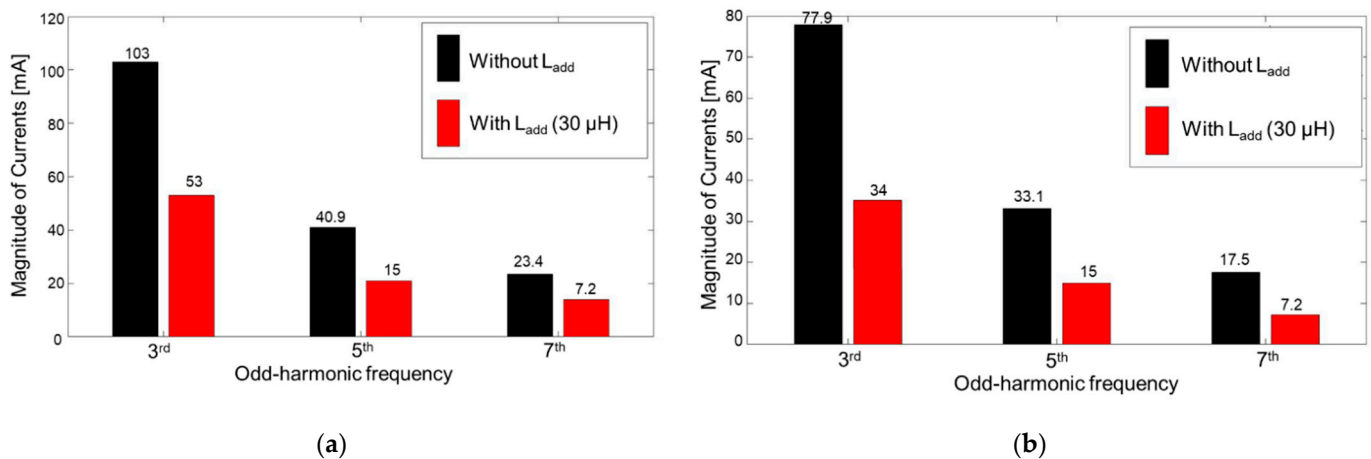 120
100
80
60
40
20
0
Magnitude of Currents [mA]
103
53
40.9
15
23.4
7.2
Without Ladd
With Ladd (30 µH)
3rd
5th
7th
Odd-harmonic frequency
(a)
80
70
60
50
40
30
20
10
0
Magnitude of Currents [mA]
77.9
34
33.1
15
17.5
7.2
Without Ladd
With Ladd (30 µH)
3rd
5th
7th
Odd-harmonic frequency
(b)